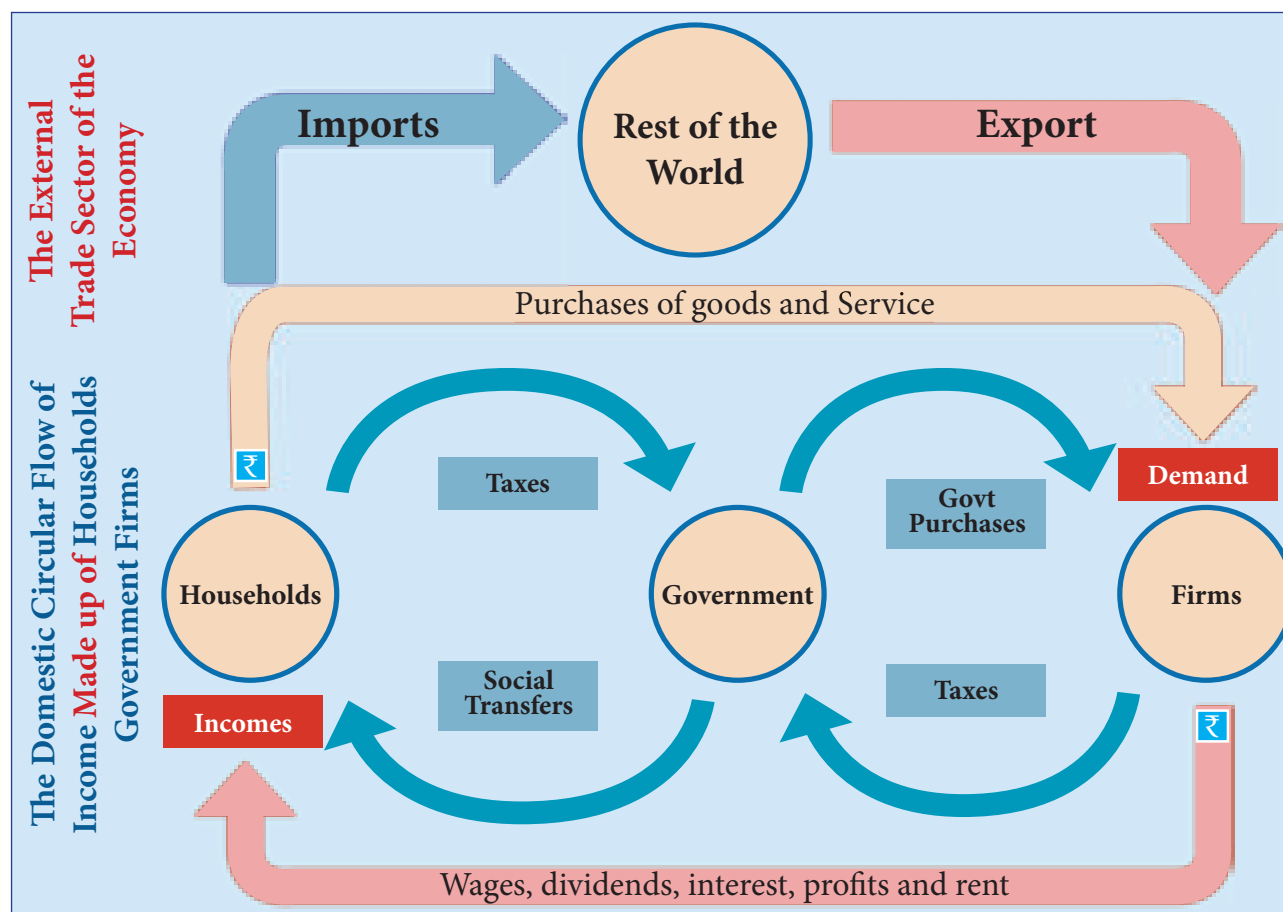 The External
Trade Sector of the
Economy
Imports
Rest of the
World
Export
Purchases of goods and Service
The Domestic Circular Flow of
Income Made up of Households
Government Firms
₹
Taxes
Govt
Purchases
Demand
Households
Government
Firms
Incomes
Social
Transfers
Taxes
₹
Wages, dividends, interest, profits and rent